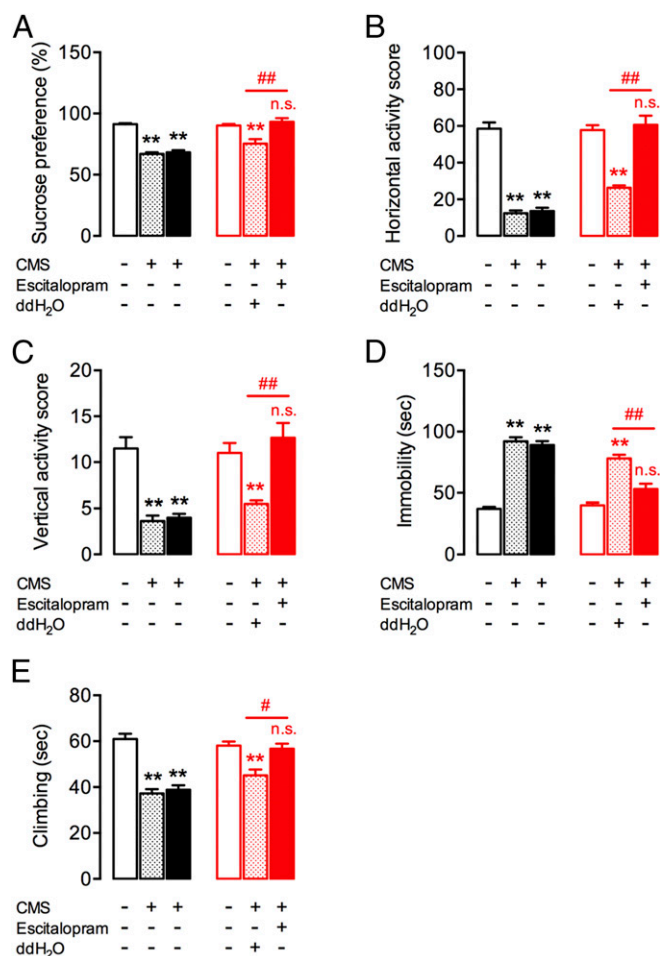 A
Sucrose preference (%)
150
100
50
0
** **
**
##
n.s.
CMS - + + - + +
Escitalopram - - - - - +
ddH2O - - - - + -
B
Horizontal activity score
100
80
60
40
20
0
** **
**
##
n.s.
CMS - + + - + +
Escitalopram - - - - - +
ddH2O - - - - + -
C
Vertical activity score
20
15
10
5
0
** **
**
##
n.s.
CMS - + + - + +
Escitalopram - - - - - +
ddH2O - - - - + -
D
Immobility (sec)
150
100
50
0
** **
**
##
n.s.
CMS - + + - + +
Escitalopram - - - - - +
ddH2O - - - - + -
E
Climbing (sec)
80
60
40
20
0
** **
**
#
n.s.
CMS - + + - + +
Escitalopram - - - - - +
ddH2O - - - - + -